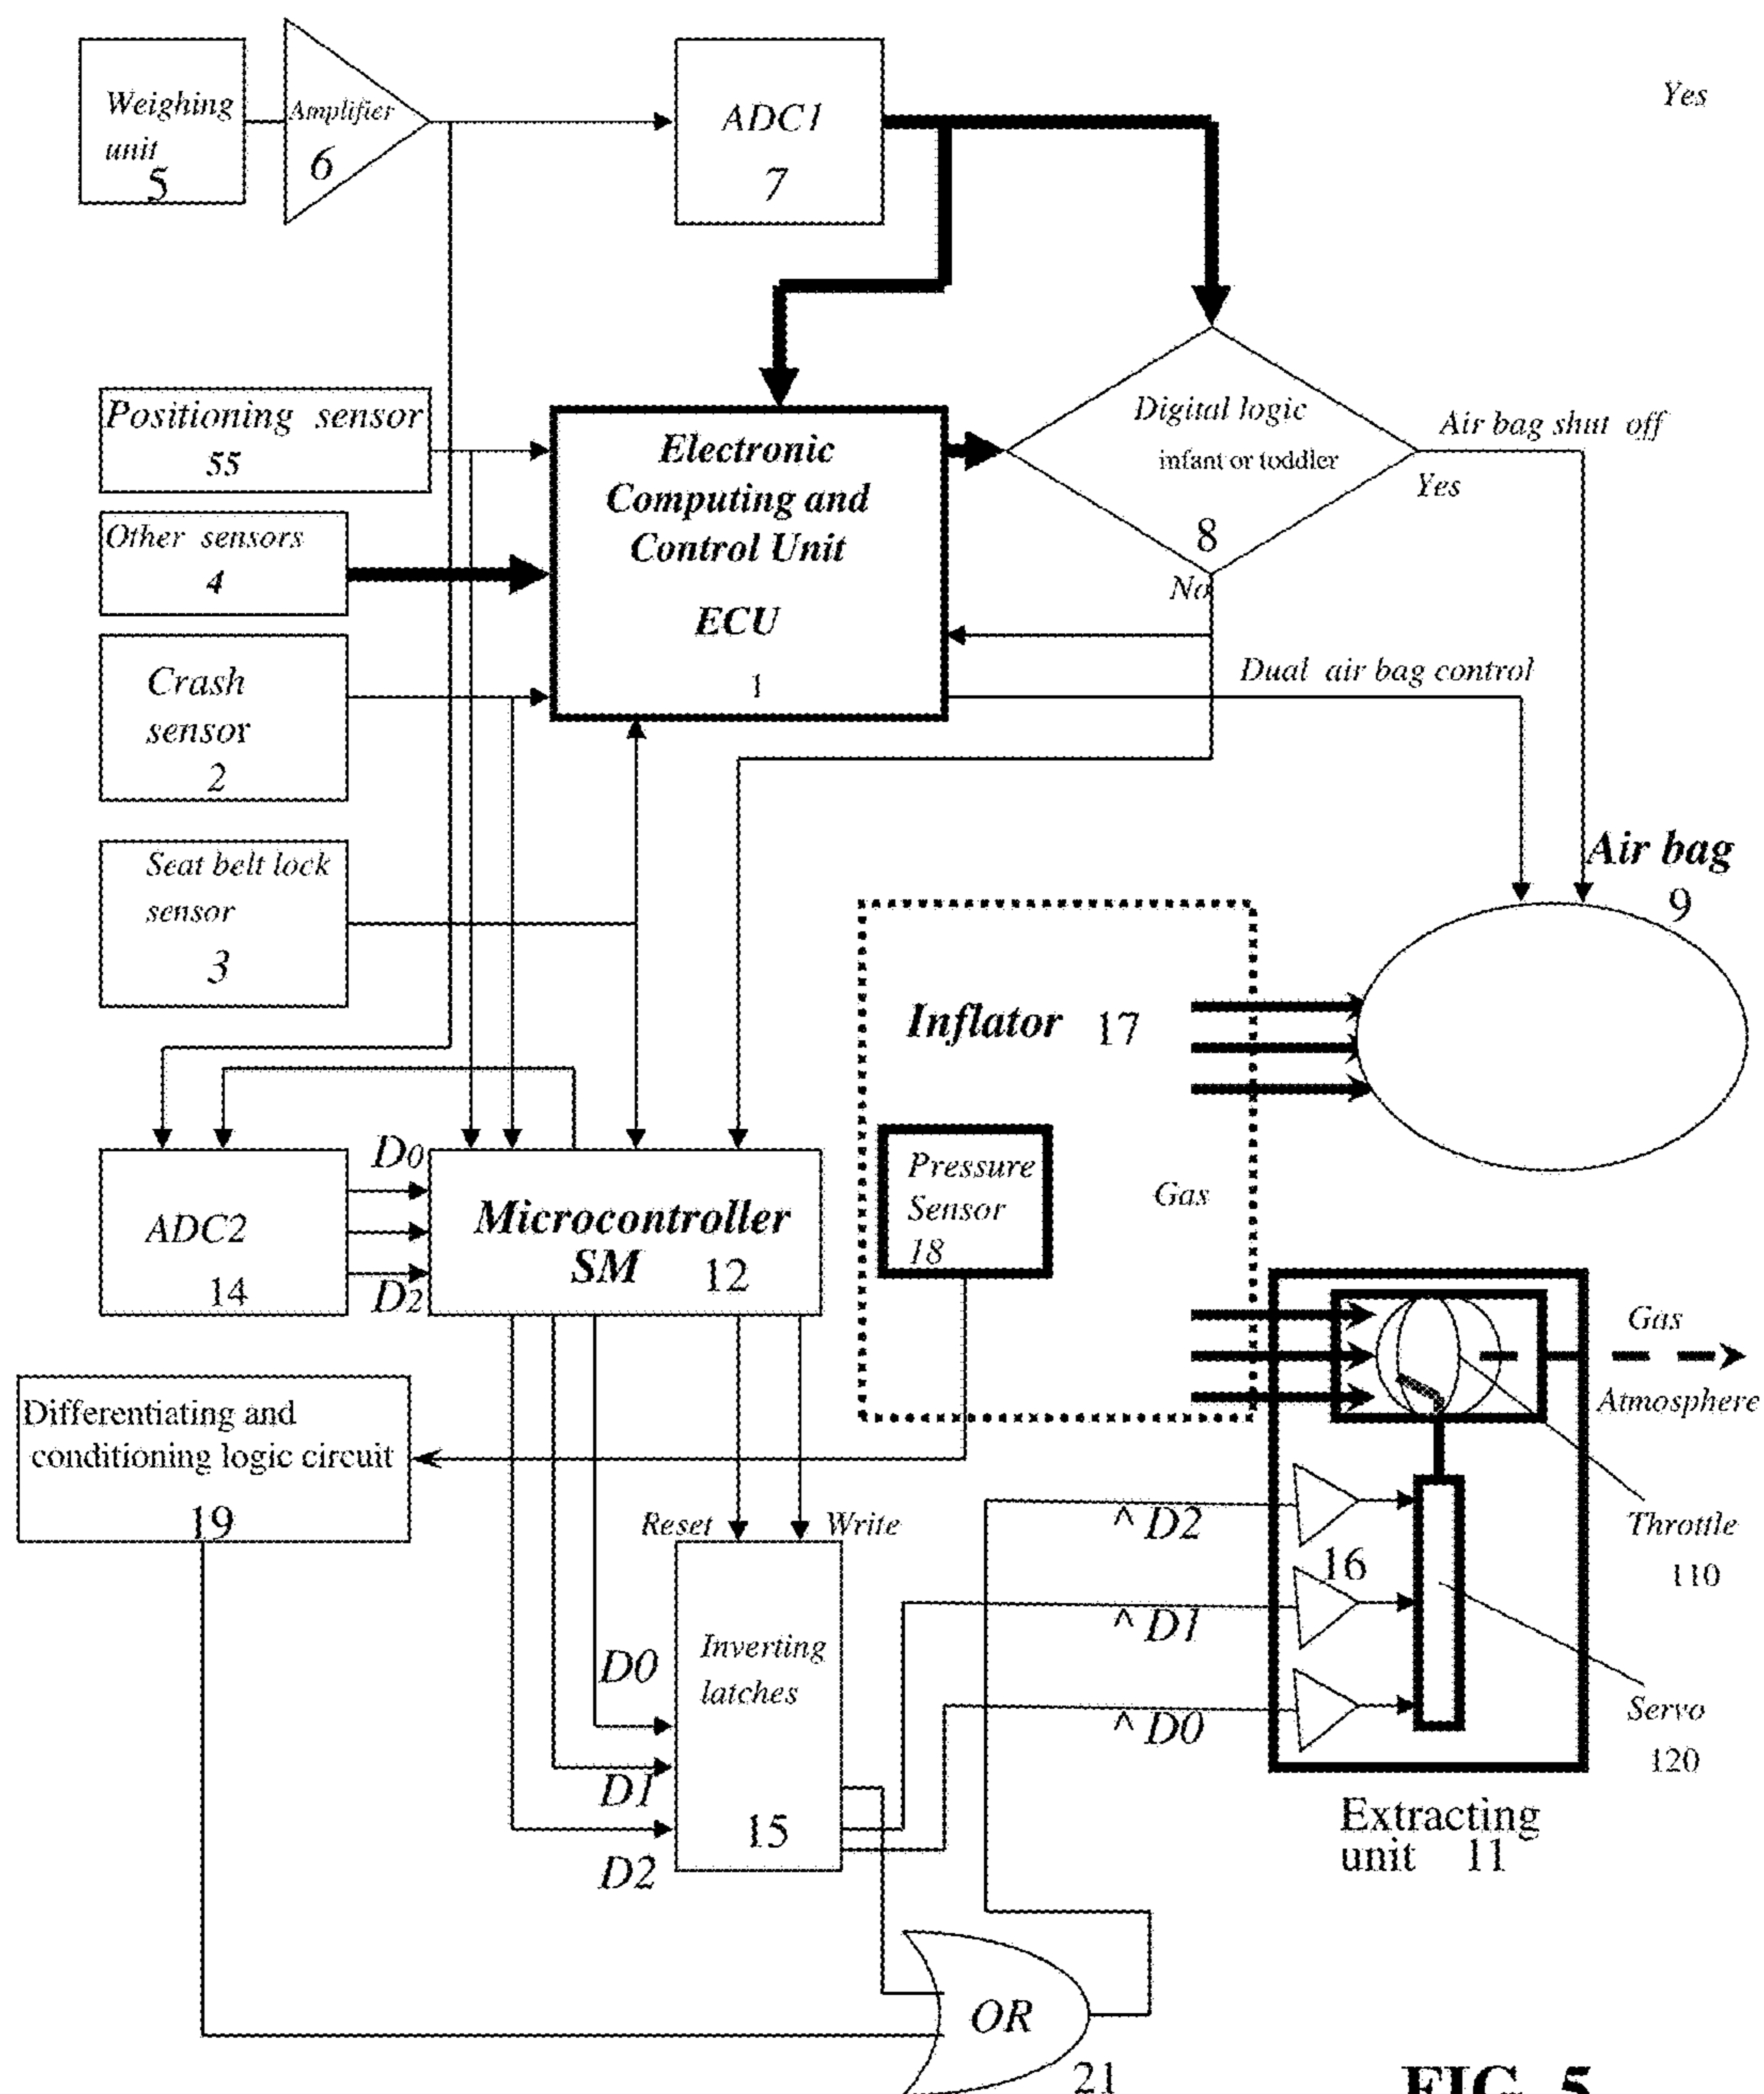 Weighing
unit
5
Amplifier
6
ADC1
7
Yes
Positioning sensor
55
Other sensors
4
Crash
sensor
2
Seat belt lock
sensor
3
Electronic
Computing and
Control Unit
ECU
1
Digital logic
infant or toddler
8
Air bag shut off
Yes
No
Dual air bag control
Air bag
9
Inflator 17
Pressure
Sensor
18
Gas
ADC2
14
D0
D2
Microcontroller
SM 12
Gas
Atmosphere
Differentiating and
conditioning logic circuit
19
Reset
Write
Throttle
110
^ D2
16
^ D1
^ D0
Servo
120
Inverting
latches
15
D0
D1
D2
Extracting
unit 11
OR
21
FIG. 5